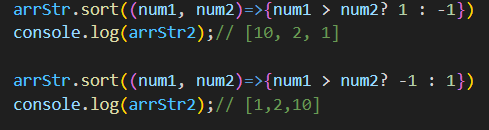 arrStr.sort((num1, num2)=>{num1 > num2? 1 : -1})
console.log(arrStr2);// [10, 2, 1]
arrStr.sort((num1, num2)=>{num1 > num2? -1 : 1})
console.log(arrStr2);// [1,2,10]